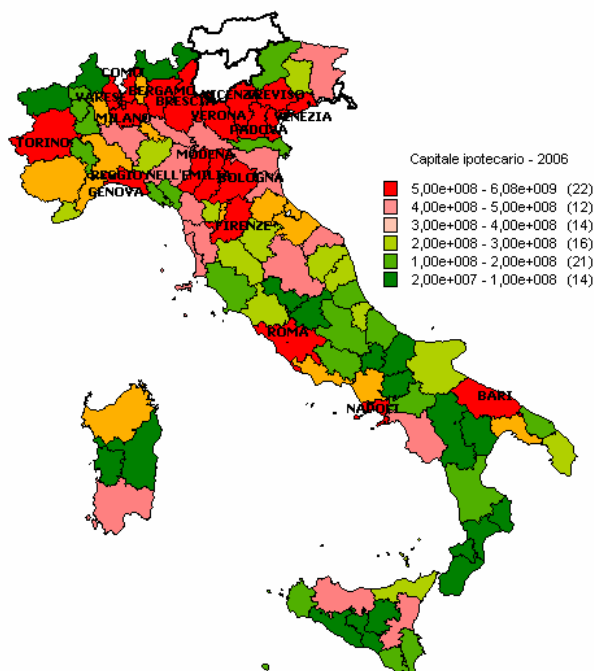 COMO
VARESE
BERGAMO
BRESCIA
VICENZA
TREVISO
MILANO
VERONA
VENEZIA
PADOVA
TORINO
MODENA
REGGIO NELL'EMILIA
BOLOGNA
GENOVA
FIRENZE
ROMA
NAPOLI
BARI
Capitale ipotecario - 2006
5,00e+008 - 6,08e+009 (22)
4,00e+008 - 5,00e+008 (12)
3,00e+008 - 4,00e+008 (14)
2,00e+008 - 3,00e+008 (16)
1,00e+008 - 2,00e+008 (21)
2,00e+007 - 1,00e+008 (14)